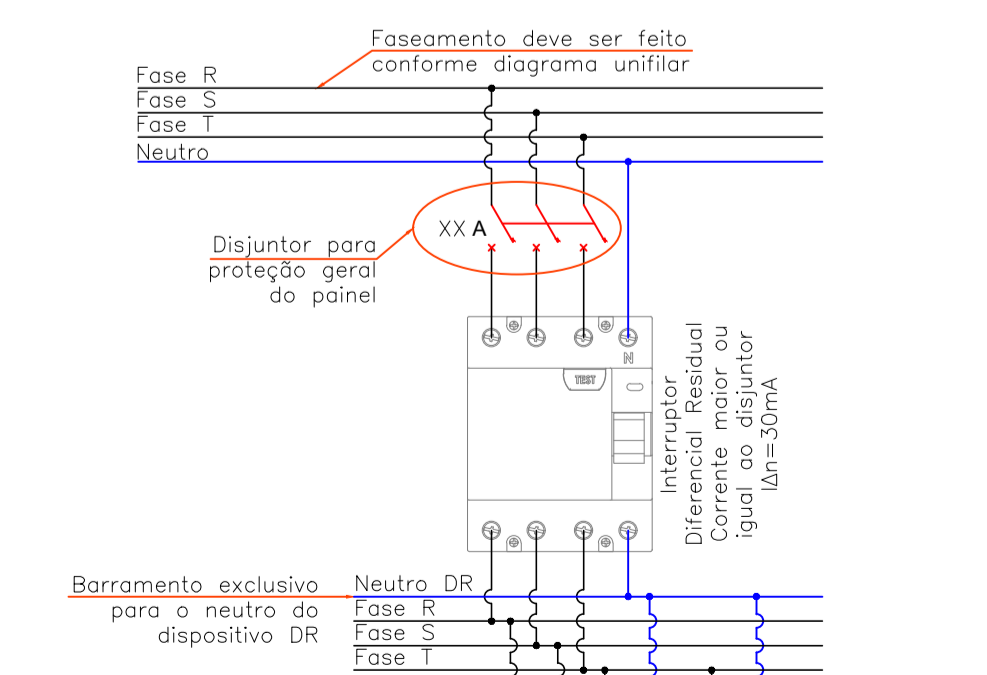 Faseamento deve ser feito
conforme diagrama unifilar
Fase R
Fase S
Fase T
Neutro
XX A
Disjuntor para
proteção geral
do painel
N
TEST
Interruptor
Diferencial Residual
Corrente maior ou
igual ao disjuntor
IΔn=30mA
Barramento exclusivo
para o neutro do
dispositivo DR
Neutro DR
Fase R
Fase S
Fase T